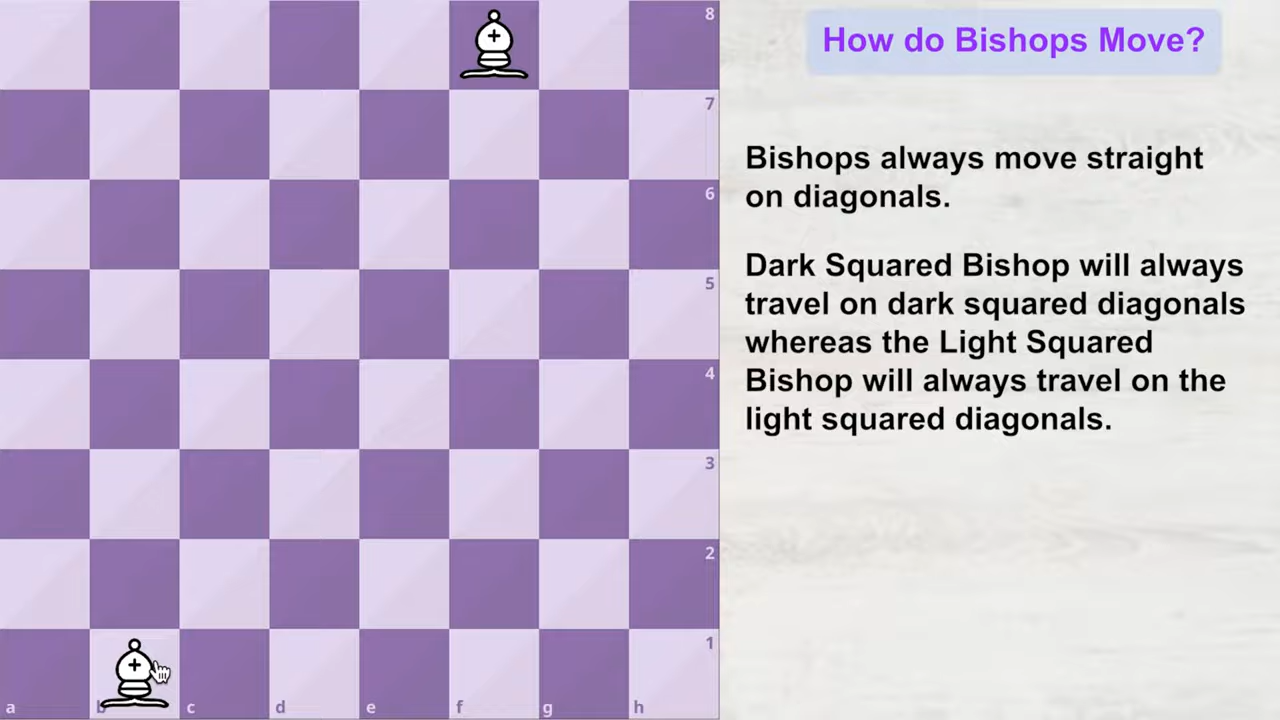 How do Bishops Move?
Bishops always move straight
on diagonals.
Dark Squared Bishop will always
travel on dark squared diagonals
whereas the Light Squared
Bishop will always travel on the
light squared diagonals.
8
7
6
5
4
3
2
1
a b c d e f g h